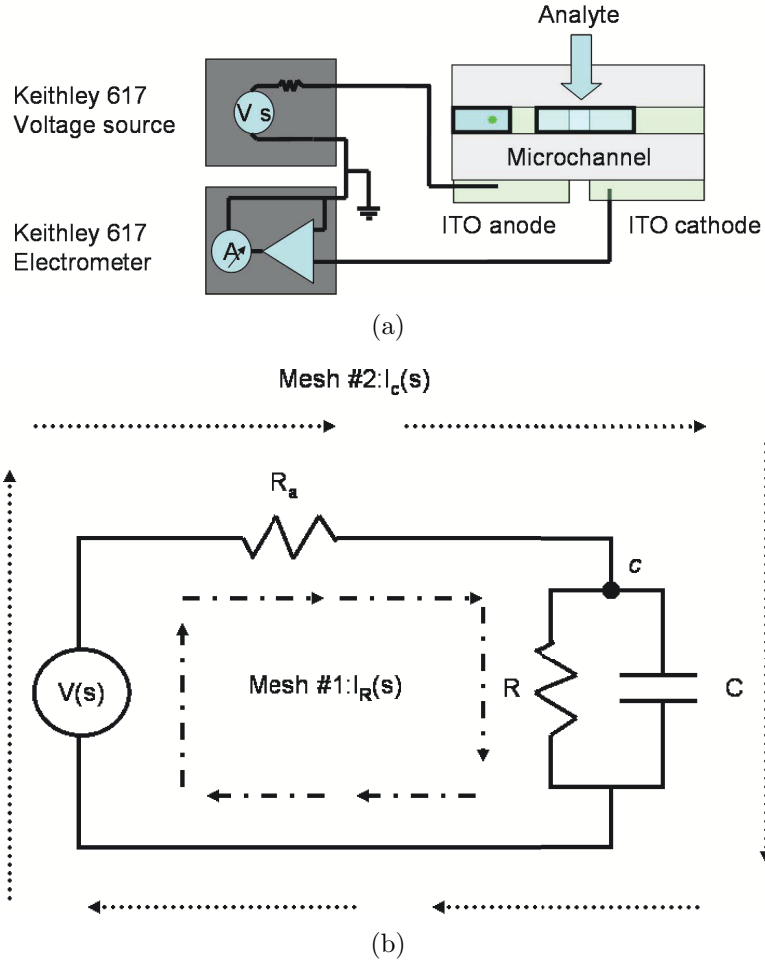 Analyte
Keithley 617
Voltage source
V s
Microchannel
ITO anode
ITO cathode
Keithley 617
Electrometer
A
(a)
Mesh #2:Ic(s)
Ra
c
V(s)
Mesh #1:IR(s)
R
C
(b)